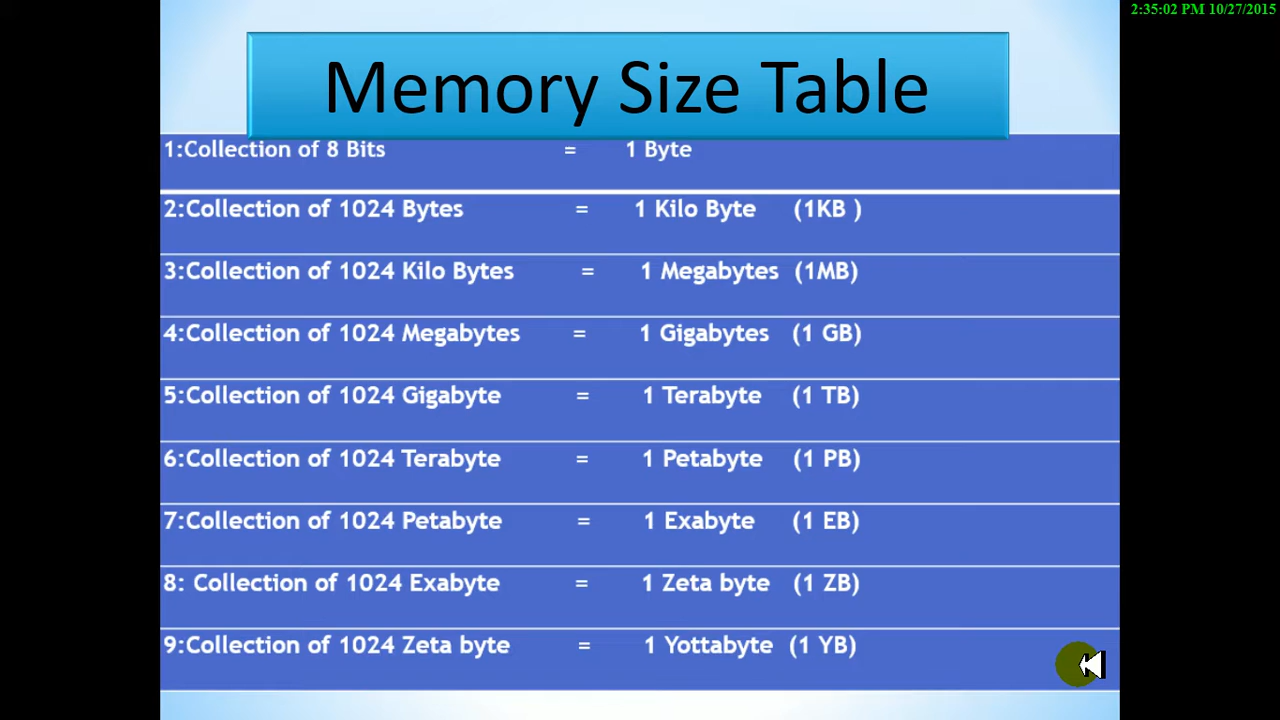 2:35:02 PM 10/27/2015
Memory Size Table
1:Collection of 8 Bits = 1 Byte
2:Collection of 1024 Bytes = 1 Kilo Byte (1KB )
3:Collection of 1024 Kilo Bytes = 1 Megabytes (1MB)
4:Collection of 1024 Megabytes = 1 Gigabytes (1 GB)
5:Collection of 1024 Gigabyte = 1 Terabyte (1 TB)
6:Collection of 1024 Terabyte = 1 Petabyte (1 PB)
7:Collection of 1024 Petabyte = 1 Exabyte (1 EB)
8: Collection of 1024 Exabyte = 1 Zeta byte (1 ZB)
9:Collection of 1024 Zeta byte = 1 Yottabyte (1 YB)